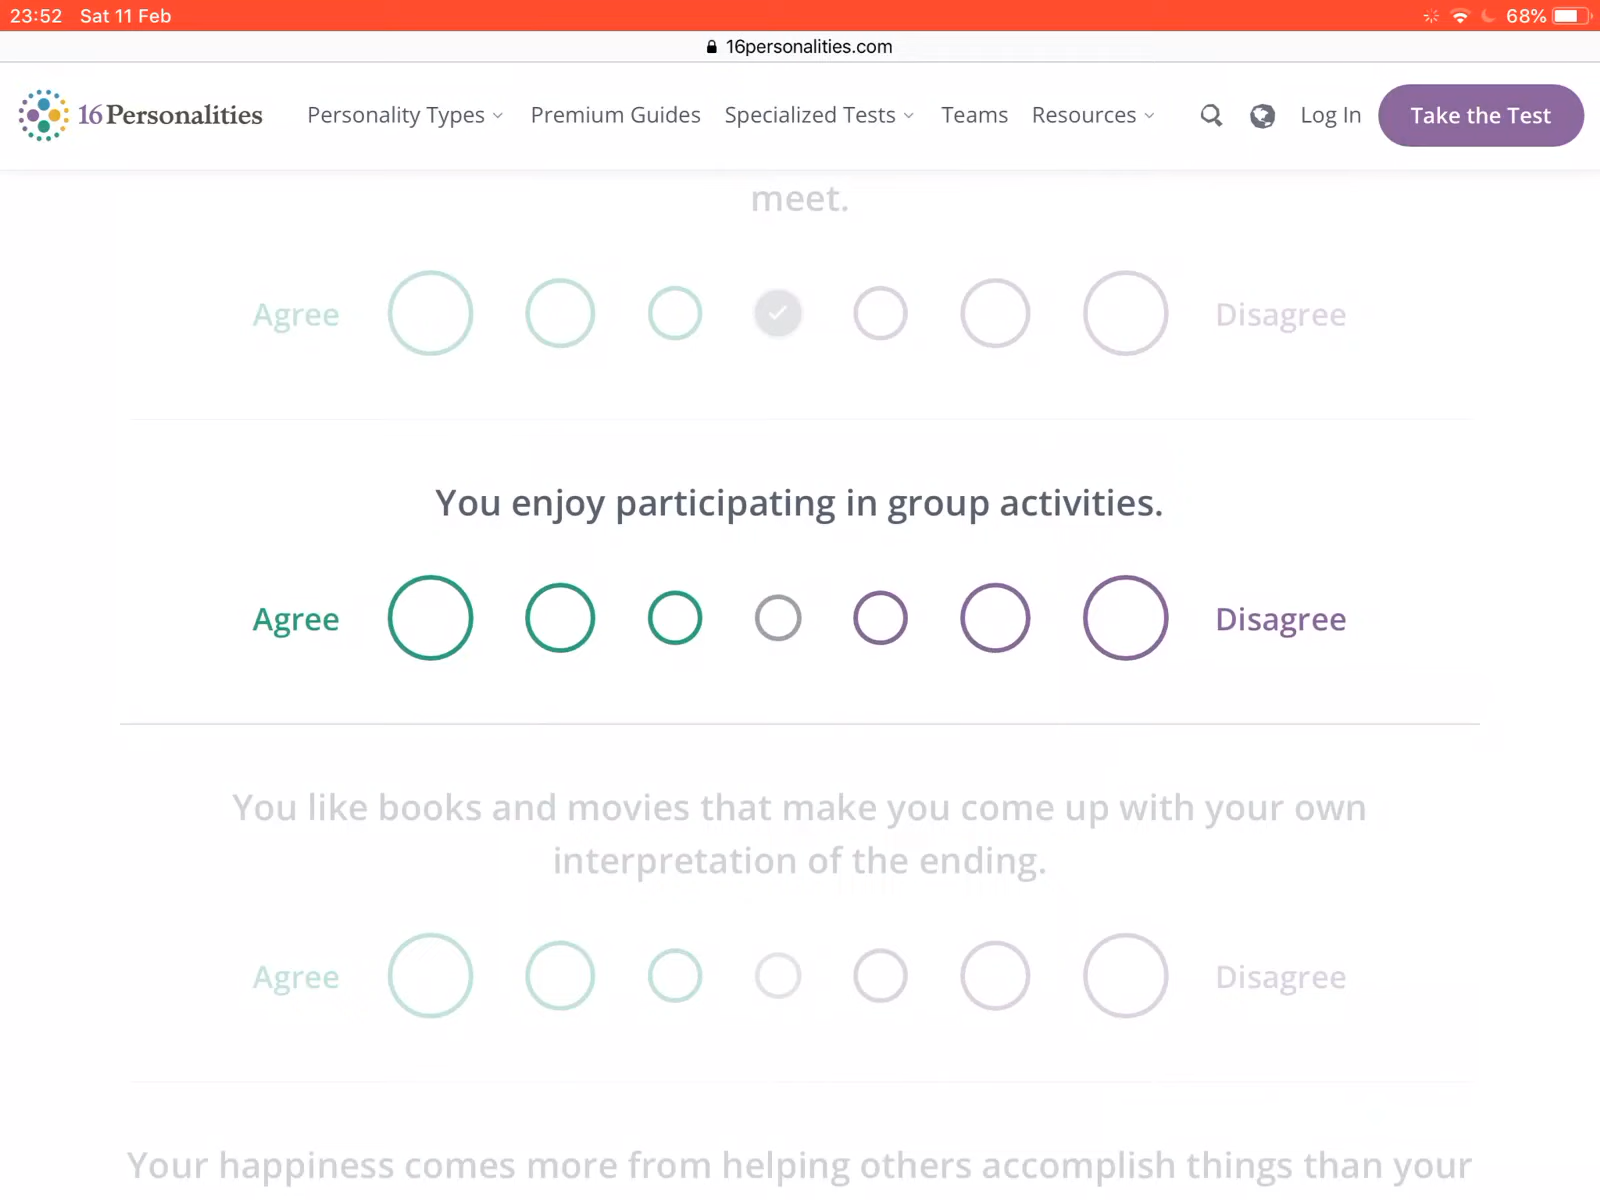 23:52 Sat 11 Feb 68%
16personalities.com
16Personalities Personality Types Premium Guides Specialized Tests Teams Resources Log In Take the Test
meet.
Agree Disagree
You enjoy participating in group activities.
Agree Disagree
You like books and movies that make you come up with your own
interpretation of the ending.
Agree Disagree
Your happiness comes more from helping others accomplish things than your